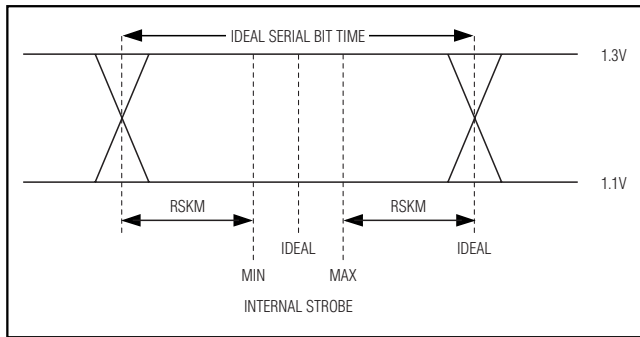 IDEAL SERIAL BIT TIME
1.3V
1.1V
RSKM
RSKM
IDEAL
IDEAL
MIN
MAX
INTERNAL STROBE